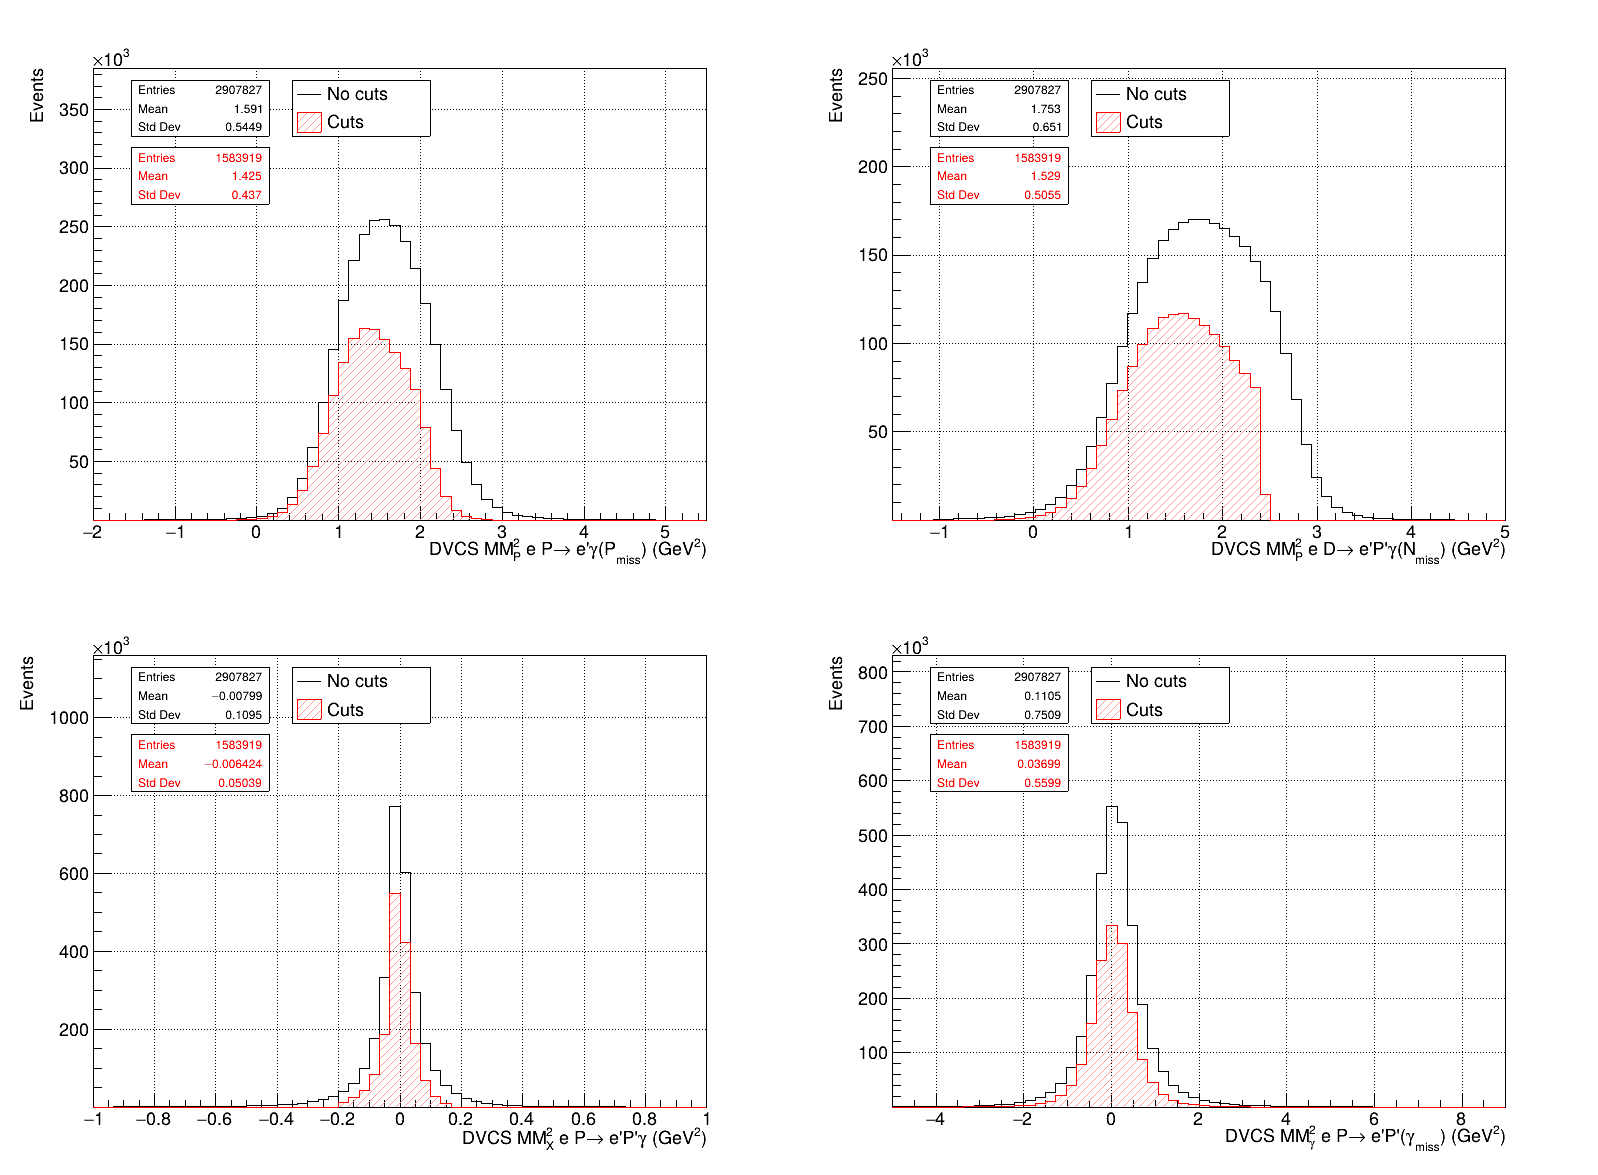 ×10³
Events
Entries 2907827
Mean 1.591
Std Dev 0.5449
Entries 1583919
Mean 1.425
Std Dev 0.437
No cuts
Cuts
350
300
250
200
150
100
50
−2 −1 0 1 2 3 4 5
DVCS MM²P e P→ e'γ(Pmiss) (GeV²)
×10³
Events
Entries 2907827
Mean 1.753
Std Dev 0.651
Entries 1583919
Mean 1.529
Std Dev 0.5055
No cuts
Cuts
250
200
150
100
50
−1 0 1 2 3 4 5
DVCS MM²P e D→ e'P'γ(Nmiss) (GeV²)
×10³
Events
Entries 2907827
Mean −0.00799
Std Dev 0.1095
Entries 1583919
Mean −0.006424
Std Dev 0.05039
No cuts
Cuts
1000
800
600
400
200
−1 −0.8 −0.6 −0.4 −0.2 0 0.2 0.4 0.6 0.8 1
DVCS MM²X e P→ e'P'γ (GeV²)
×10³
Events
Entries 2907827
Mean 0.1105
Std Dev 0.7509
Entries 1583919
Mean 0.03699
Std Dev 0.5599
No cuts
Cuts
800
700
600
500
400
300
200
100
−4 −2 0 2 4 6 8
DVCS MM²γ e P→ e'P'(γmiss) (GeV²)